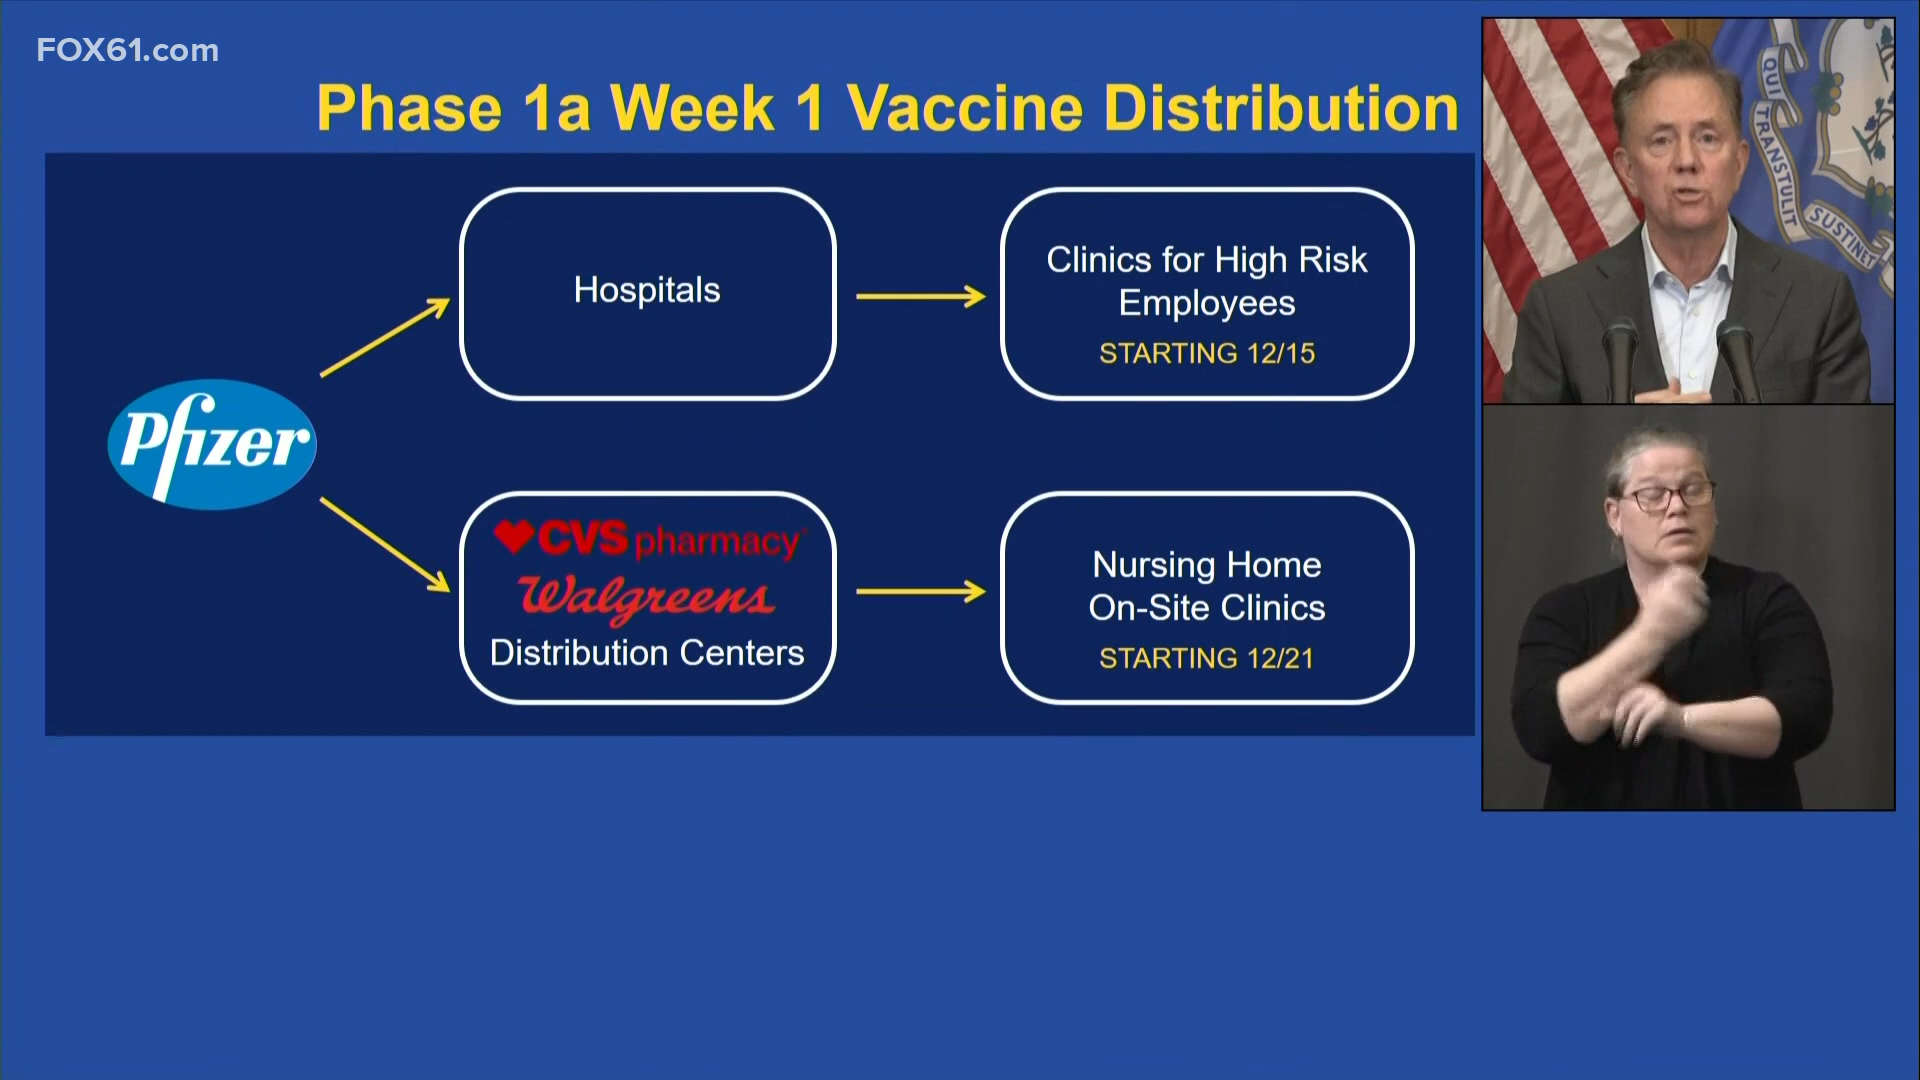 FOX61.com
Phase 1a Week 1 Vaccine Distribution
Hospitals
Clinics for High Risk
Employees
STARTING 12/15
Pfizer
CVS pharmacy
Walgreens
Distribution Centers
Nursing Home
On-Site Clinics
STARTING 12/21
QUI TRANSTULIT
SUSTINET